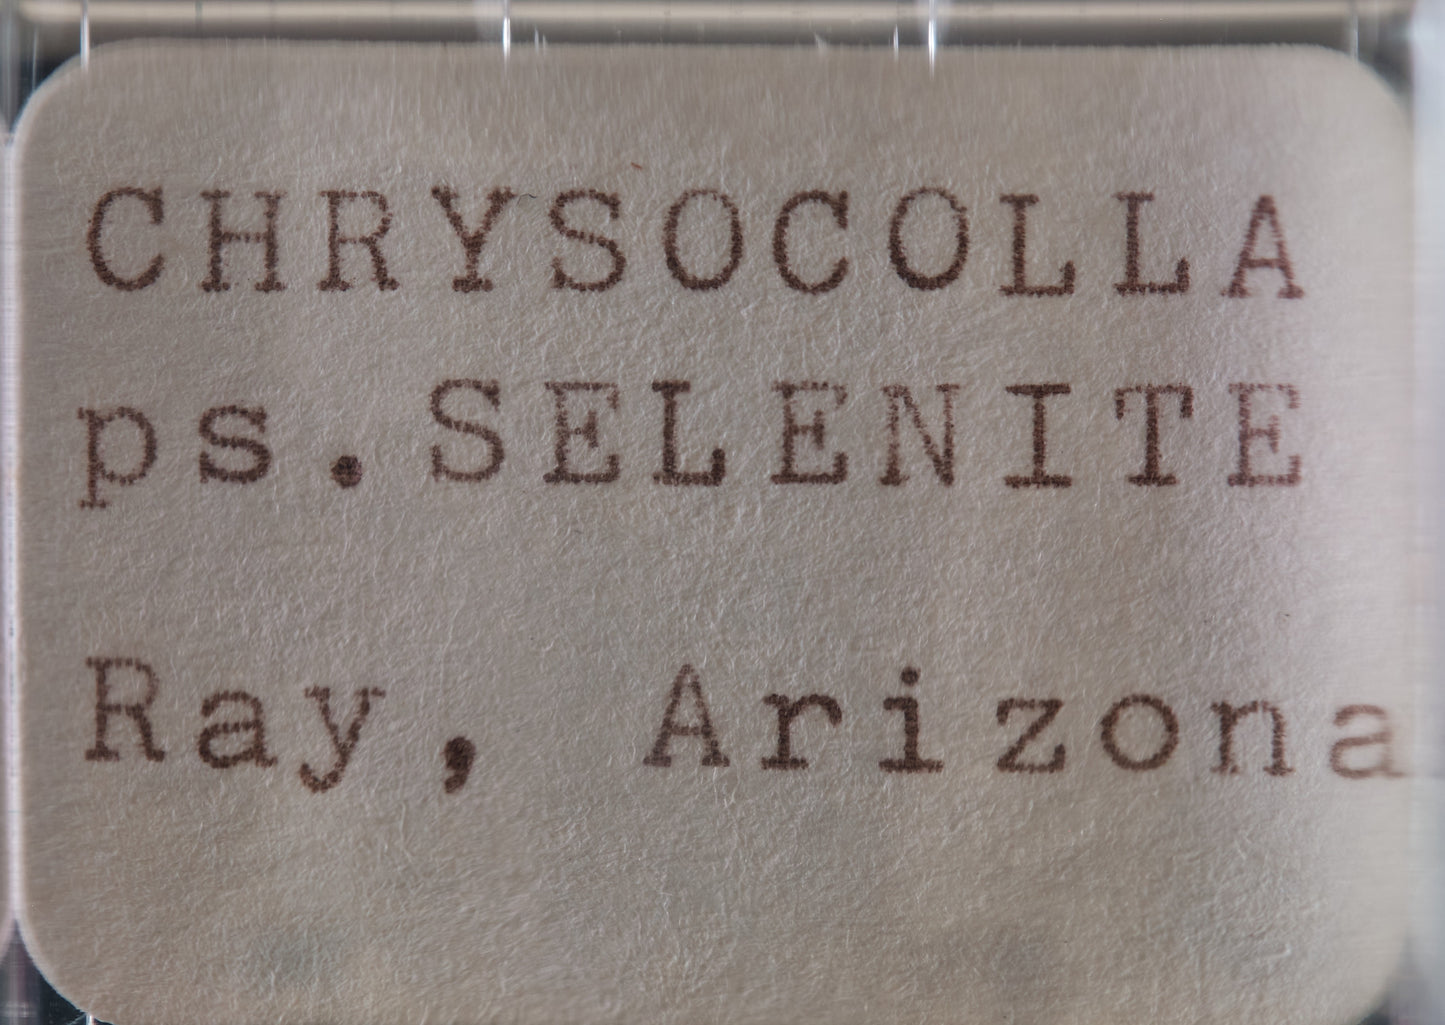 CHRYSOCOLLA
ps. SELENITE
Ray, Arizona